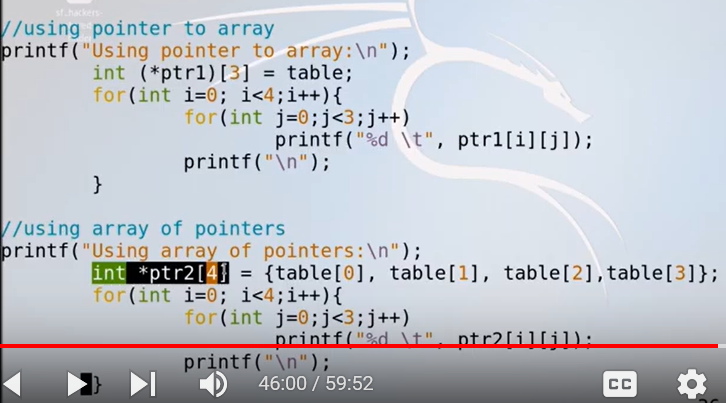 //using pointer to array
printf("Using pointer to array:\n");
int (*ptr1)[3] = table;
for(int i=0; i<4;i++){
for(int j=0;j<3;j++)
printf("%d \t", ptr1[i][j]);
printf("\n");
}
//using array of pointers
printf("Using array of pointers:\n");
int *ptr2[4] = {table[0], table[1], table[2],table[3]};
for(int i=0; i<4;i++){
for(int j=0;j<3;j++)
printf("%d \t", ptr2[i][j]);
printf("\n");
}
46:00 / 59:52
CC